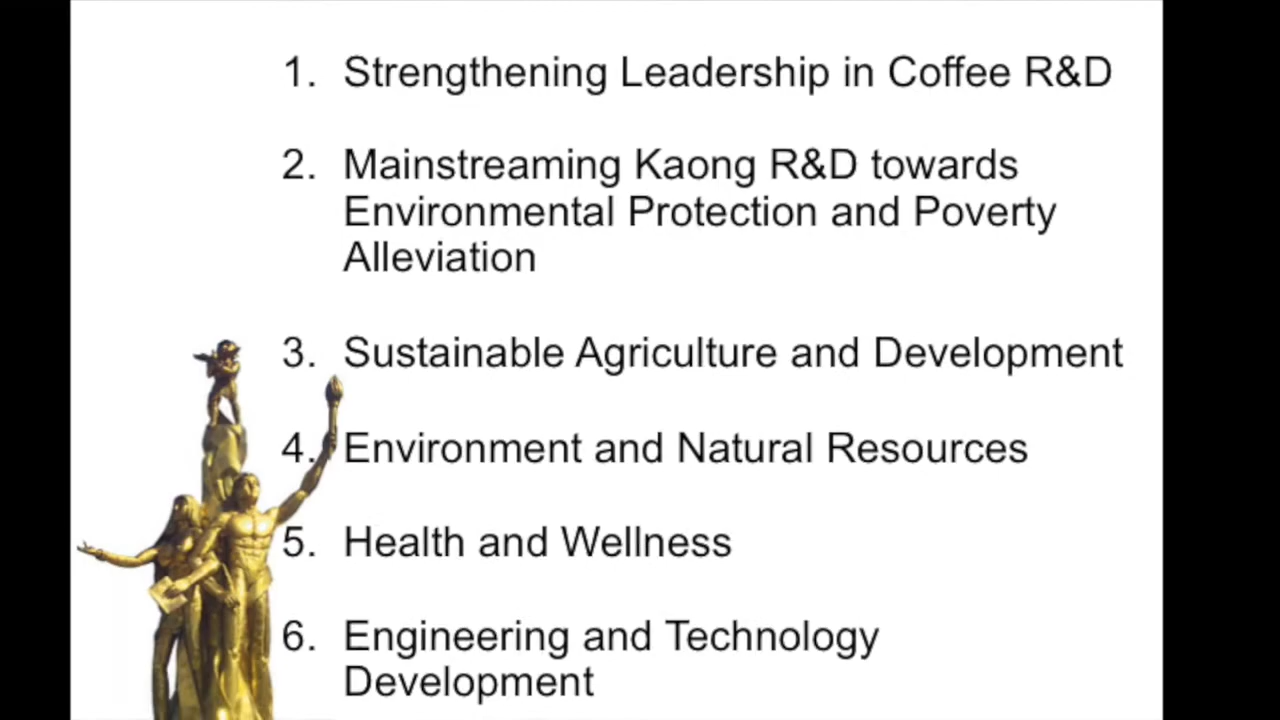 1. Strengthening Leadership in Coffee R&D
2. Mainstreaming Kaong R&D towards
Environmental Protection and Poverty
Alleviation
3. Sustainable Agriculture and Development
4. Environment and Natural Resources
5. Health and Wellness
6. Engineering and Technology
Development